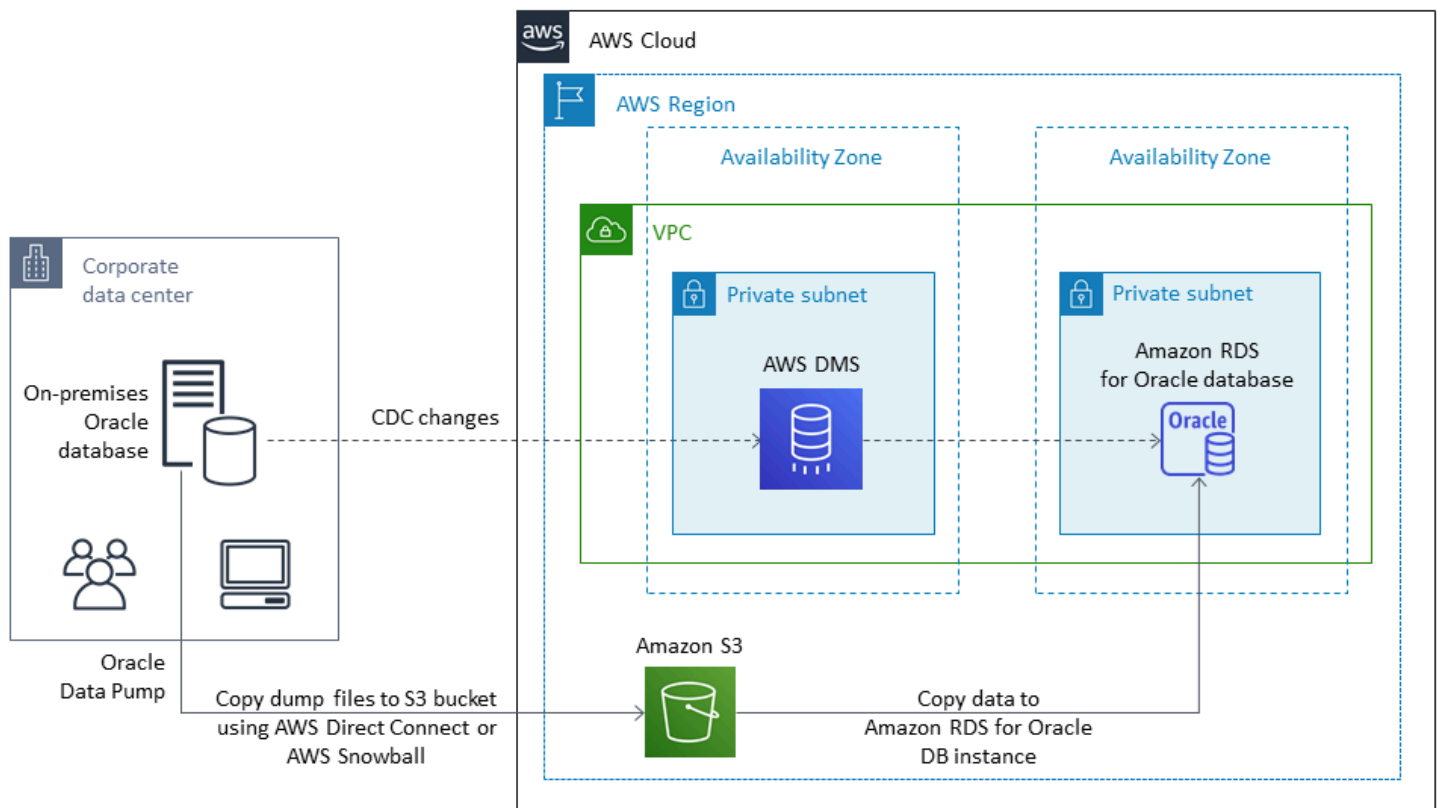 aws
AWS Cloud
AWS Region
Availability Zone
Availability Zone
VPC
Corporate
data center
Private subnet
Private subnet
On-premises
Oracle
database
CDC changes
AWS DMS
Amazon RDS
for Oracle database
Oracle
Oracle
Data Pump
Copy dump files to S3 bucket
using AWS Direct Connect or
AWS Snowball
Amazon S3
Copy data to
Amazon RDS for Oracle
DB instance